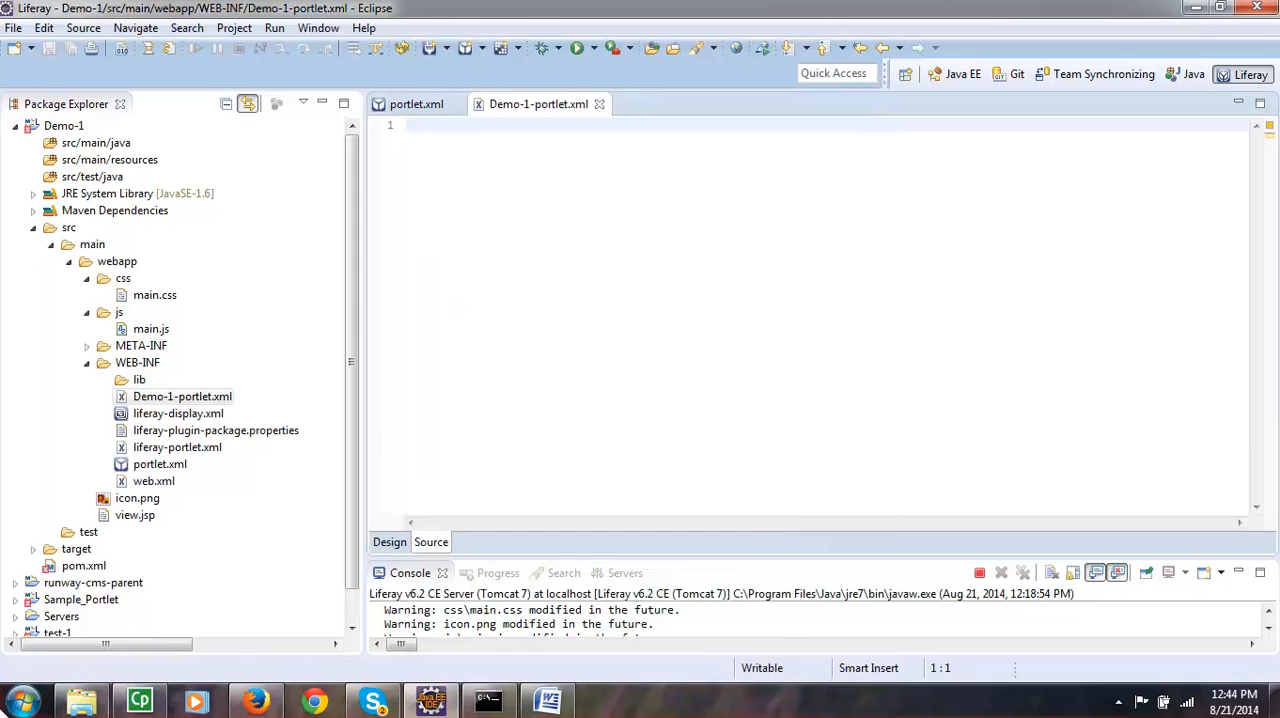 Liferay - Demo-1/src/main/webapp/WEB-INF/Demo-1-portlet.xml - Eclipse
File Edit Source Navigate Search Project Run Window Help
Quick Access Java EE Git Team Synchronizing Java Liferay
Package Explorer
portlet.xml Demo-1-portlet.xml
1
Demo-1
src/main/java
src/main/resources
src/test/java
JRE System Library [JavaSE-1.6]
Maven Dependencies
src
main
webapp
css
main.css
js
main.js
META-INF
WEB-INF
lib
Demo-1-portlet.xml
liferay-display.xml
liferay-plugin-package.properties
liferay-portlet.xml
portlet.xml
web.xml
icon.png
view.jsp
test
target
pom.xml
runway-cms-parent
Sample_Portlet
Servers
test-1
Design Source
Console Progress Search Servers
Liferay v6.2 CE Server (Tomcat 7) at localhost [Liferay v6.2 CE (Tomcat 7)] C:\Program Files\Java\jre7\bin\javaw.exe (Aug 21, 2014, 12:18:54 PM)
Warning: css\main.css modified in the future.
Warning: icon.png modified in the future.
Writable Smart Insert 1 : 1
Cp
Java EE
IDE
2
12:44 PM
8/21/2014